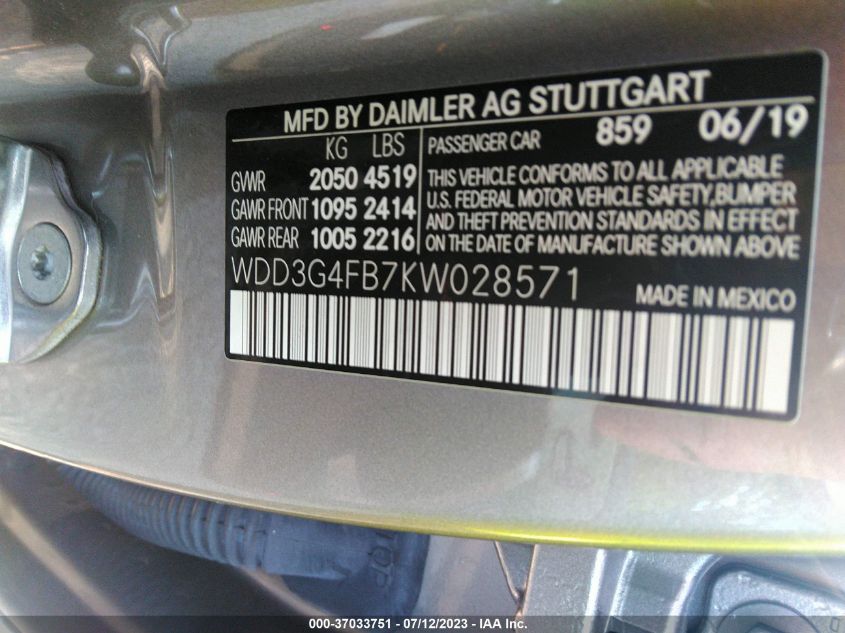 MFD BY DAIMLER AG STUTTGART
KG LBS
GVWR 2050 4519
GAWR FRONT 1095 2414
GAWR REAR 1005 2216
PASSENGER CAR 859 06/19
THIS VEHICLE CONFORMS TO ALL APPLICABLE
U.S. FEDERAL MOTOR VEHICLE SAFETY,BUMPER
AND THEFT PREVENTION STANDARDS IN EFFECT
ON THE DATE OF MANUFACTURE SHOWN ABOVE
WDD3G4FB7KW028571
MADE IN MEXICO
000-37033751 - 07/12/2023 - IAA Inc.